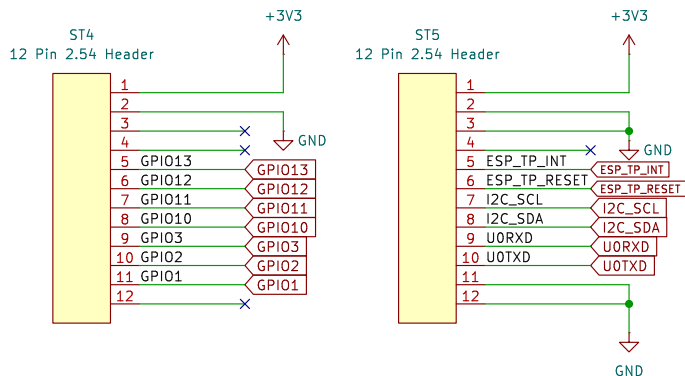 +3V3
ST4
12 Pin 2.54 Header
1
2
3
GND
4
5 GPIO13 GPIO13
6 GPIO12 GPIO12
7 GPIO11 GPIO11
8 GPIO10 GPIO10
9 GPIO3 GPIO3
10 GPIO2 GPIO2
11 GPIO1 GPIO1
12
+3V3
ST5
12 Pin 2.54 Header
1
2
3
GND
4
5 ESP_TP_INT ESP_TP_INT
6 ESP_TP_RESET ESP_TP_RESET
7 I2C_SCL I2C_SCL
8 I2C_SDA I2C_SDA
9 U0RXD U0RXD
10 U0TXD U0TXD
11
12
GND